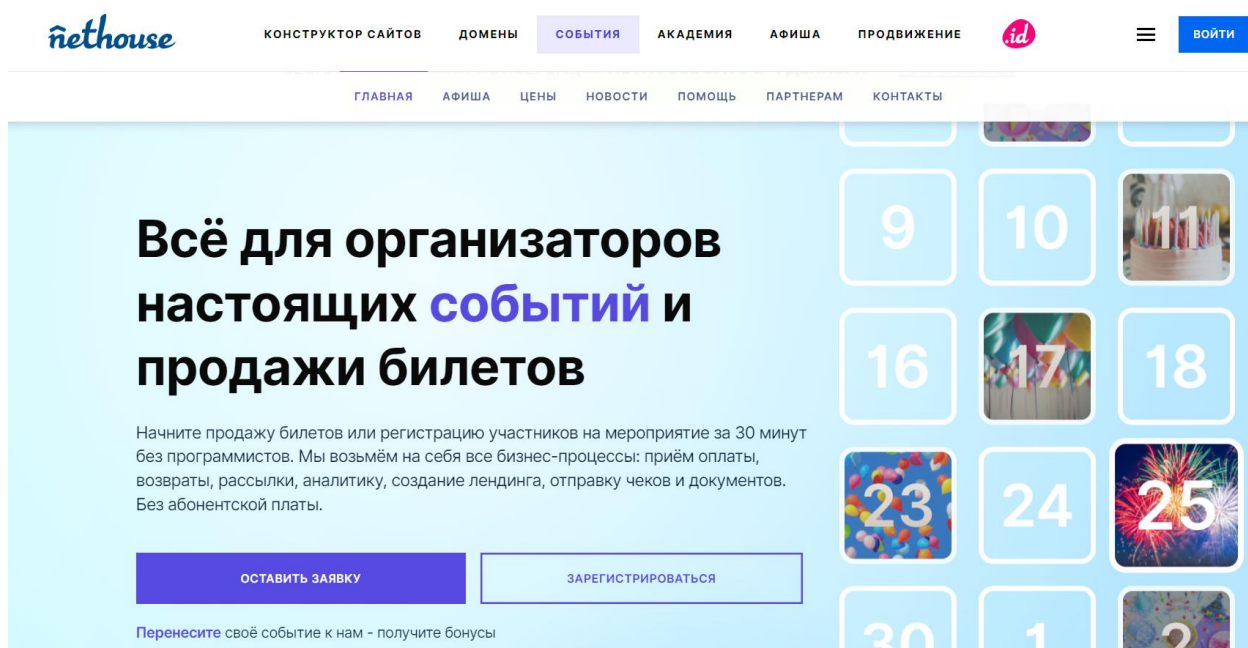 nethouse
КОНСТРУКТОР САЙТОВ ДОМЕНЫ СОБЫТИЯ АКАДЕМИЯ АФИША ПРОДВИЖЕНИЕ .id ВОЙТИ
ГЛАВНАЯ АФИША ЦЕНЫ НОВОСТИ ПОМОЩЬ ПАРТНЕРАМ КОНТАКТЫ
Всё для организаторов
настоящих событий и
продажи билетов
Начните продажу билетов или регистрацию участников на мероприятие за 30 минут
без программистов. Мы возьмём на себя все бизнес-процессы: приём оплаты,
возвраты, рассылки, аналитику, создание лендинга, отправку чеков и документов.
Без абонентской платы.
ОСТАВИТЬ ЗАЯВКУ ЗАРЕГИСТРИРОВАТЬСЯ
Перенесите своё событие к нам - получите бонусы
9 10 11
16 17 18
23 24 25
30 1 2